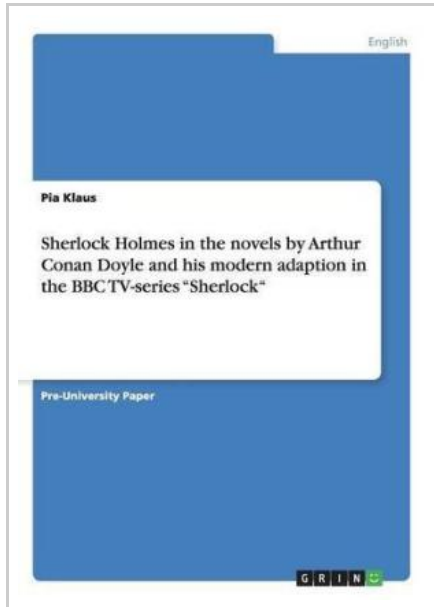 English
Pia Klaus
Sherlock Holmes in the novels by Arthur
Conan Doyle and his modern adaption in
the BBC TV-series “Sherlock“
Pre-University Paper
GRIN